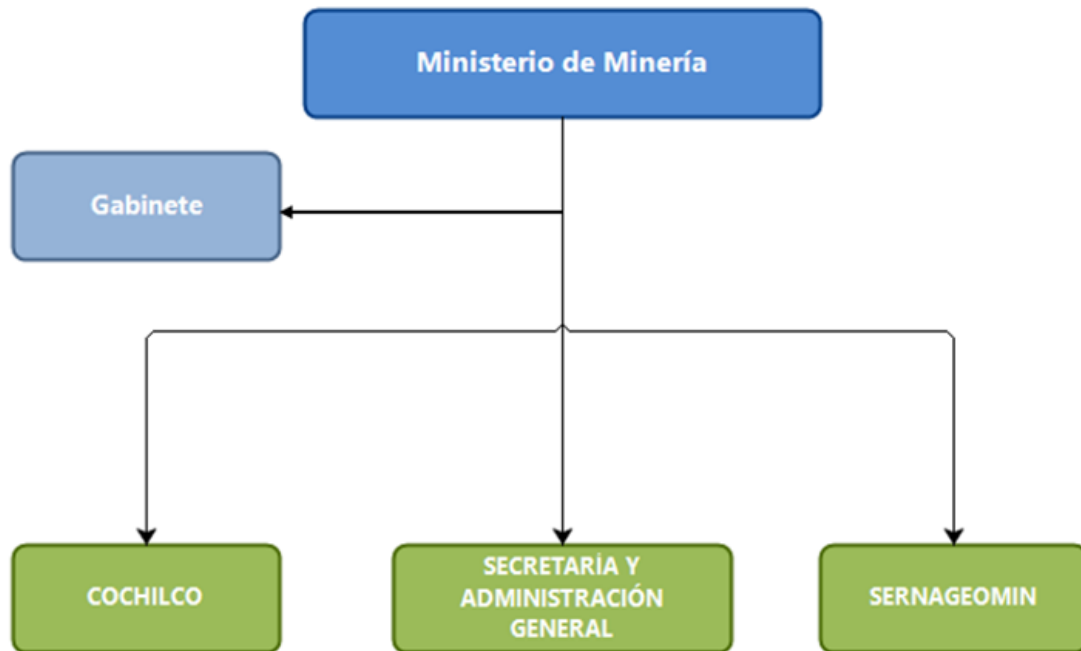 Ministerio de Minería
Gabinete
COCHILCO
SECRETARÍA Y
ADMINISTRACIÓN
GENERAL
SERNAGEOMIN